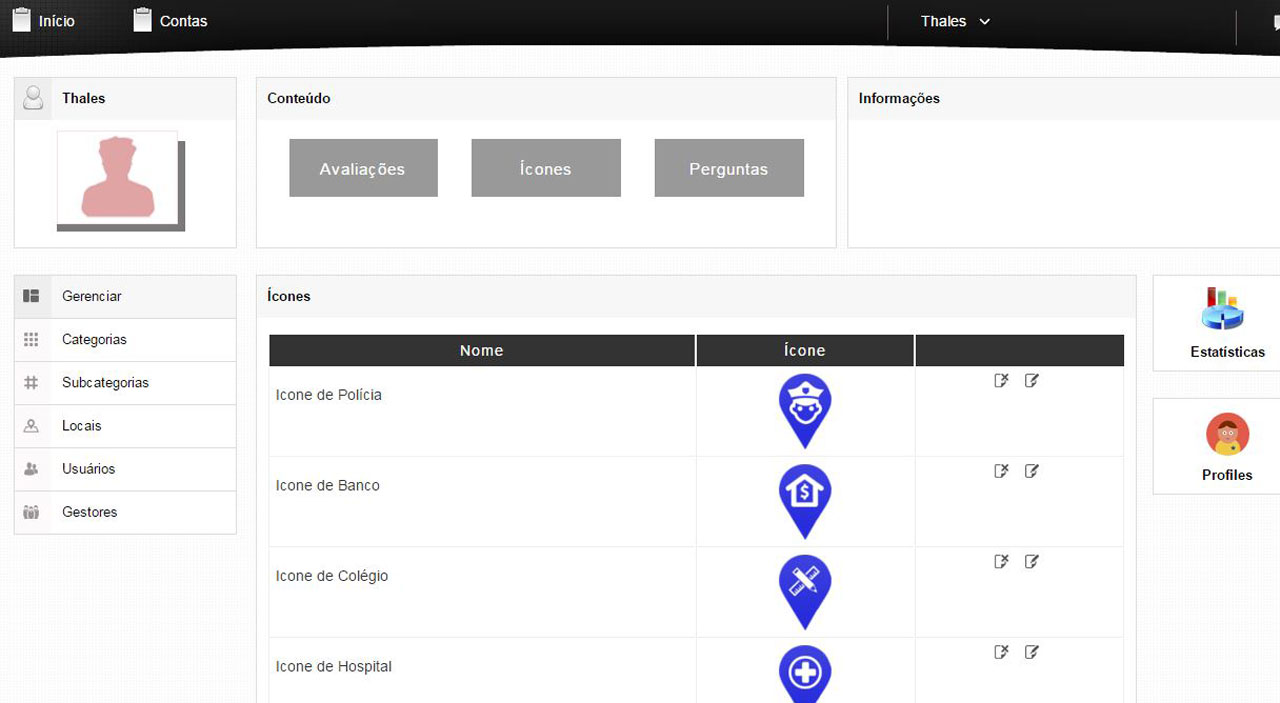 Início
Contas
Thales
Thales
Conteúdo
Informações
Avaliações
Ícones
Perguntas
Gerenciar
Categorias
Subcategorias
Locais
Usuários
Gestores
Ícones
Nome
Ícone
Icone de Polícia
Icone de Banco
Icone de Colégio
Icone de Hospital
Estatísticas
Profiles